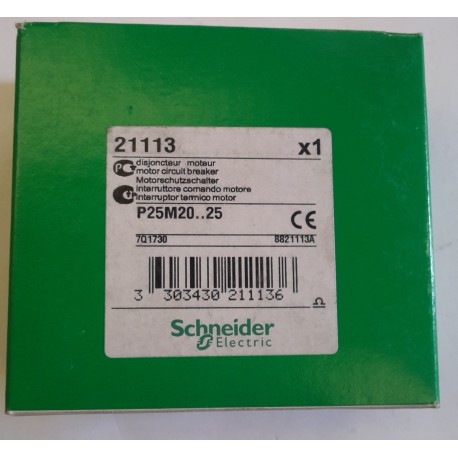 21113 x1
disjoncteur moteur
motor circuit breaker
Motorschutzschalter
interruttore comando motore
interruptor termico motor
P25M20..25 CE
7Q1730 8821113A
3 303430 211136
Schneider
Electric